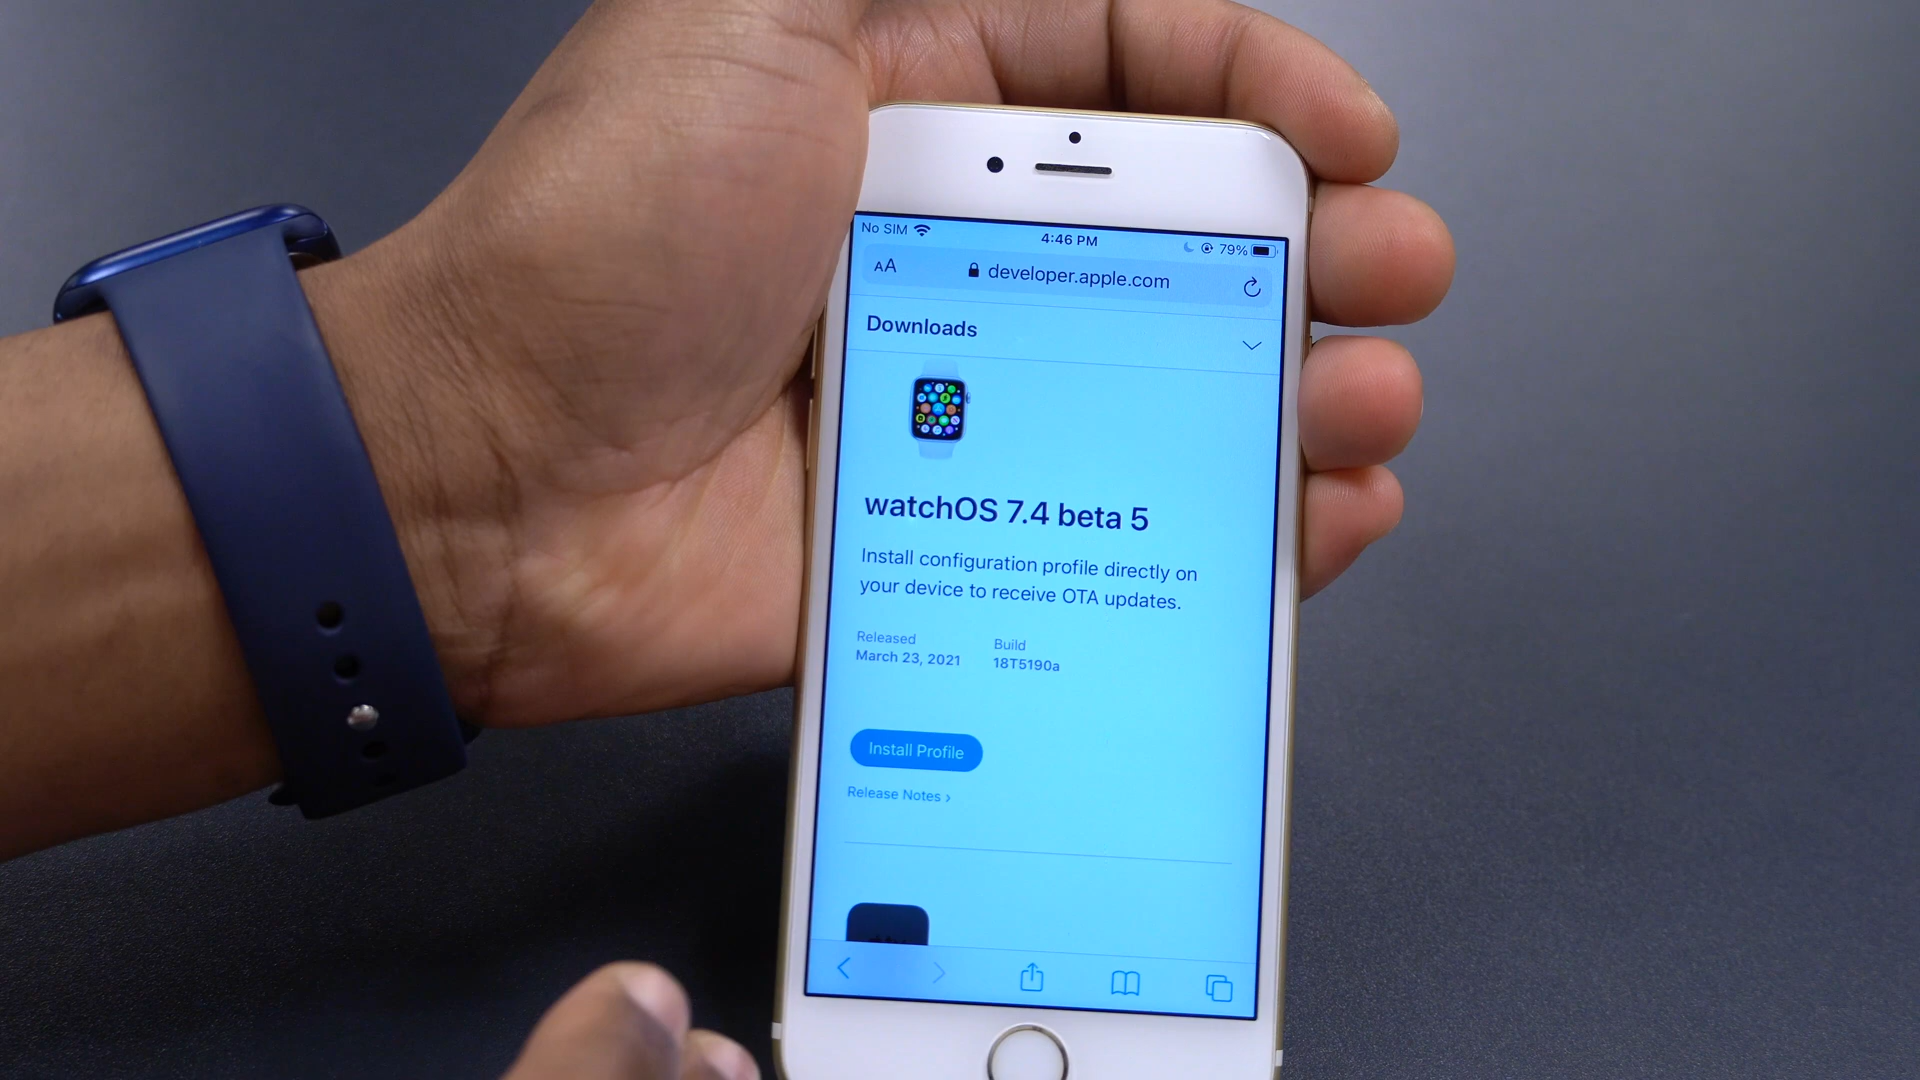 No SIM
4:46 PM
79%
AA
developer.apple.com
Downloads
watchOS 7.4 beta 5
Install configuration profile directly on
your device to receive OTA updates.
Released
March 23, 2021
Build
18T5190a
Install Profile
Release Notes ›